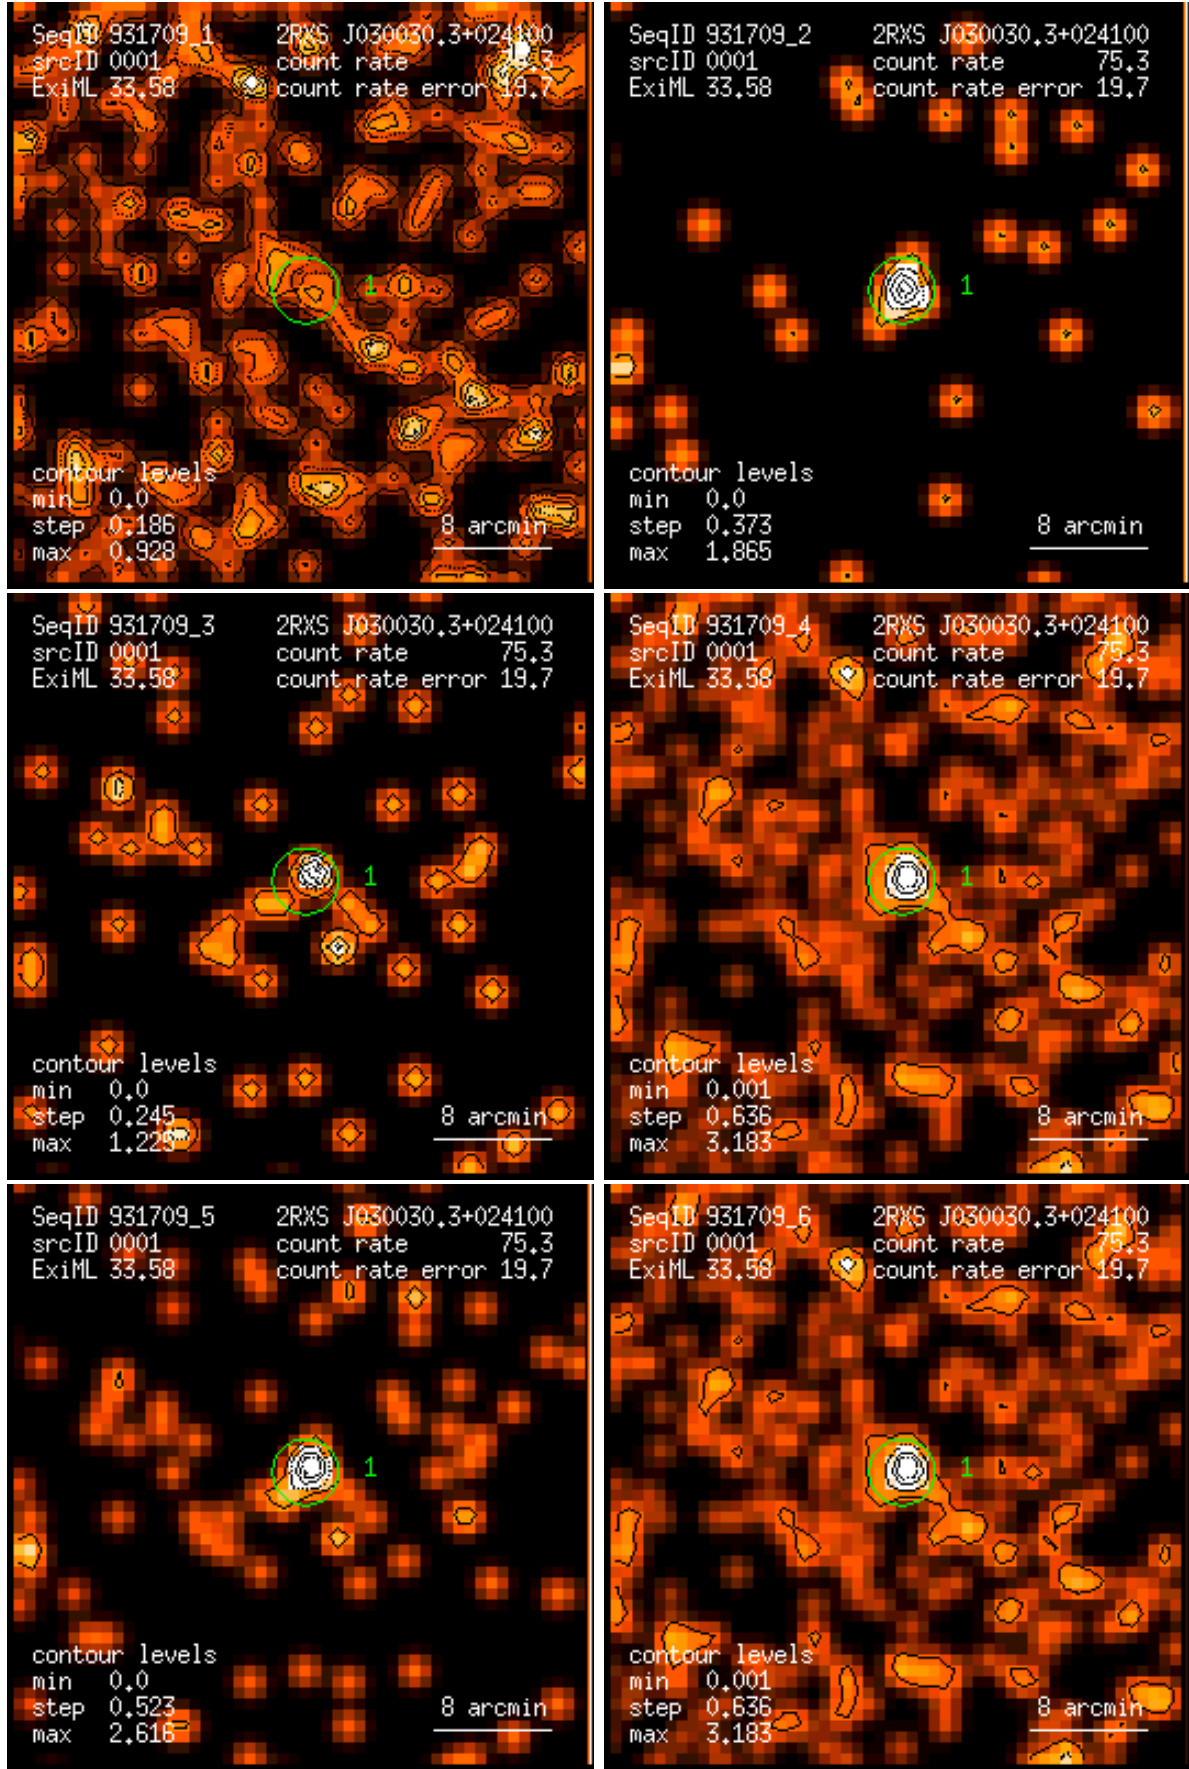 SeqID 931709_1 2RXS J030030.3+024100
srcID 0001 count rate 75.3
ExiML 33.58 count rate error 19.7
1
contour levels
min 0.0
step 0.186
max 0.928
8 arcmin
SeqID 931709_2 2RXS J030030.3+024100
srcID 0001 count rate 75.3
ExiML 33.58 count rate error 19.7
1
contour levels
min 0.0
step 0.373
max 1.865
8 arcmin
SeqID 931709_3 2RXS J030030.3+024100
srcID 0001 count rate 75.3
ExiML 33.58 count rate error 19.7
1
contour levels
min 0.0
step 0.245
max 1.225
8 arcmin
SeqID 931709_4 2RXS J030030.3+024100
srcID 0001 count rate 75.3
ExiML 33.58 count rate error 19.7
1
contour levels
min 0.001
step 0.636
max 3.183
8 arcmin
SeqID 931709_5 2RXS J030030.3+024100
srcID 0001 count rate 75.3
ExiML 33.58 count rate error 19.7
1
contour levels
min 0.0
step 0.523
max 2.616
8 arcmin
SeqID 931709_6 2RXS J030030.3+024100
srcID 0001 count rate 75.3
ExiML 33.58 count rate error 19.7
1
contour levels
min 0.001
step 0.636
max 3.183
8 arcmin